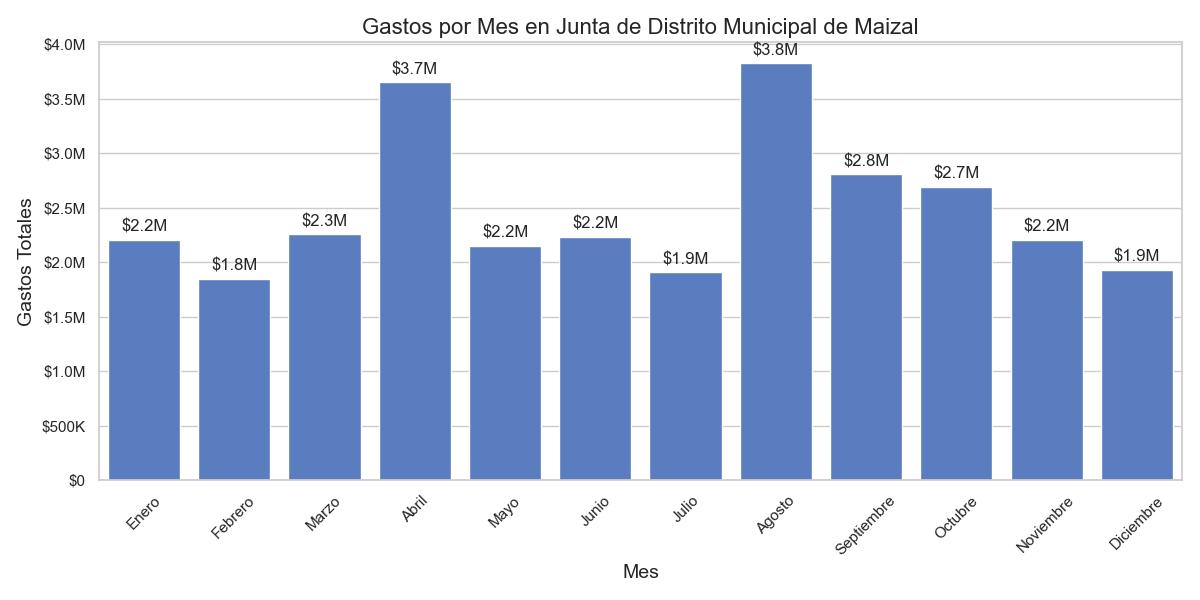 Gastos por Mes en Junta de Distrito Municipal de Maizal
Gastos Totales
$4.0M
$3.5M
$3.0M
$2.5M
$2.0M
$1.5M
$1.0M
$500K
$0
$2.2M
$1.8M
$2.3M
$3.7M
$2.2M
$2.2M
$1.9M
$3.8M
$2.8M
$2.7M
$2.2M
$1.9M
Enero
Febrero
Marzo
Abril
Mayo
Junio
Julio
Agosto
Septiembre
Octubre
Noviembre
Diciembre
Mes